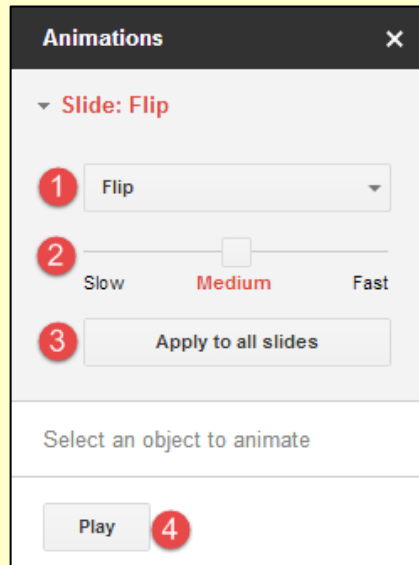 Animations ×
Slide: Flip
1 Flip
2
Slow Medium Fast
3 Apply to all slides
Select an object to animate
Play 4